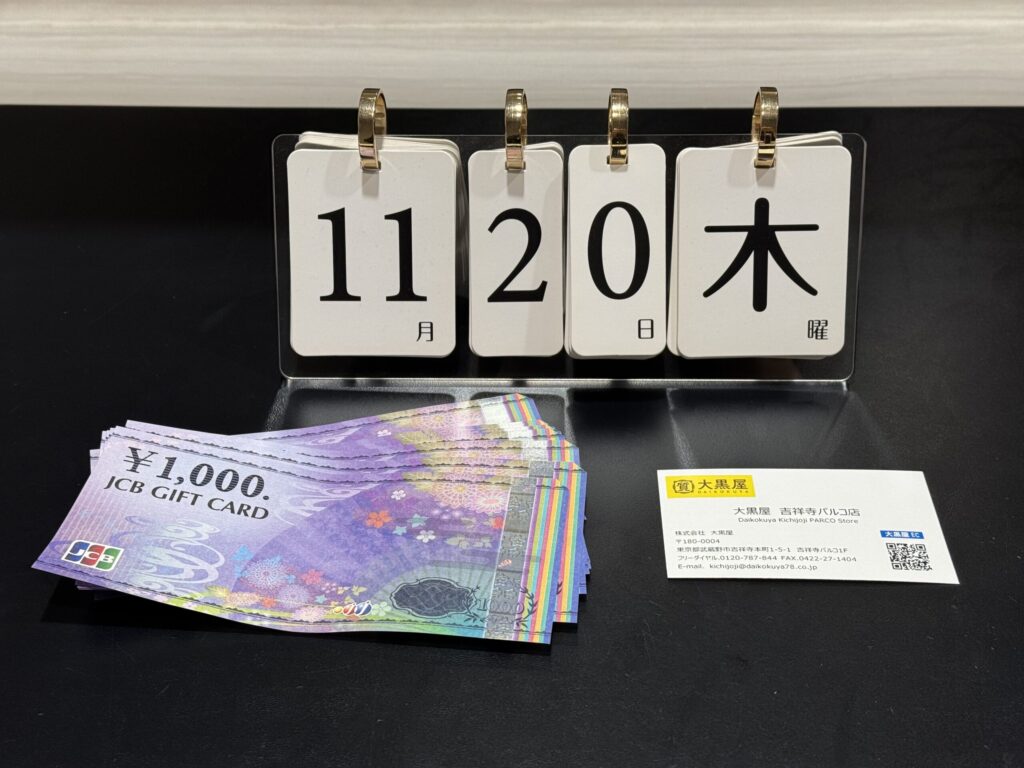 11
月
2
0
日
木
曜
¥1,000.
JCB GIFT CARD
JCB
質 大黒屋
DAIKOKUYA
大黒屋 吉祥寺パルコ店
Daikokuya Kichijoji PARCO Store
株式会社 大黒屋
〒180-0004
東京都武蔵野市吉祥寺本町1-5-1 吉祥寺パルコ1F
フリーダイヤル.0120-787-844 FAX.0422-27-1404
E-mail. kichijoji@daikokuya78.co.jp
大黒屋 EC